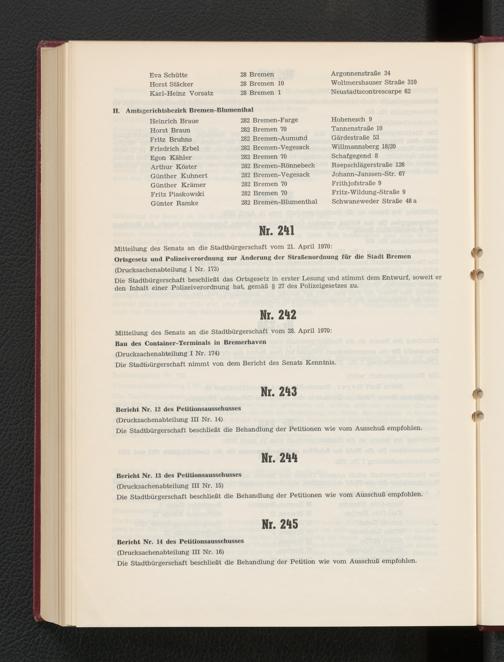 Eva Schütte 28 Bremen Argonnenstraße 34
Horst Stäcker 28 Bremen 10 Wolfmershauser Straße 310
Karl-Heinz Vorsatz 28 Bremen 1 Neustadtcontrescarpe 62
II. Amtsgerichtsbezirk Bremen-Blumenthal
Heinrich Braue 282 Bremen-Farge Hohenesch 9
Horst Braun 282 Bremen 70 Tannenstraße 10
Fritz Bruhns 282 Bremen-Aumund Gördestraße 53
Friedrich Erbel 282 Bremen-Vegesack Willmannsberg 18/20
Egon Kähler 282 Bremen 70 Schafgegend 8
Arthur Köster 282 Bremen-Rönnebeck Reepschlägerstraße 126
Günther Kuhnert 282 Bremen-Vegesack Johann-Janssen-Str. 67
Günther Krämer 282 Bremen 70 Frithjofstraße 9
Fritz Piaskowski 282 Bremen 70 Fritz-Wildung-Straße 9
Günter Ramke 282 Bremen-Blumenthal Schwaneweder Straße 48 a
Nr. 241
Mitteilung des Senats an die Stadtbürgerschaft vom 21. April 1970:
Ortsgesetz und Polizeiverordnung zur Änderung der Straßenordnung für die Stadt Bremen
(Drucksachenabteilung I Nr. 173)
Die Stadtbürgerschaft beschließt das Ortsgesetz in erster Lesung und stimmt dem Entwurf, soweit er
den Inhalt einer Polizeiverordnung hat, gemäß § 27 des Polizeigesetzes zu.
Nr. 242
Mitteilung des Senats an die Stadtbürgerschaft vom 28. April 1970:
Bau des Container-Terminals in Bremerhaven
(Drucksachenabteilung I Nr. 174)
Die Stadtbürgerschaft nimmt von dem Bericht des Senats Kenntnis.
Nr. 243
Bericht Nr. 12 des Petitionsausschusses
(Drucksachenabteilung III Nr. 14)
Die Stadtbürgerschaft beschließt die Behandlung der Petitionen wie vom Ausschuß empfohlen.
Nr. 244
Bericht Nr. 13 des Petitionsausschusses
(Drucksachenabteilung III Nr. 15)
Die Stadtbürgerschaft beschließt die Behandlung der Petitionen wie vom Ausschuß empfohlen.
Nr. 245
Bericht Nr. 14 des Petitionsausschusses
(Drucksachenabteilung III Nr. 16)
Die Stadtbürgerschaft beschließt die Behandlung der Petition wie vom Ausschuß empfohlen.